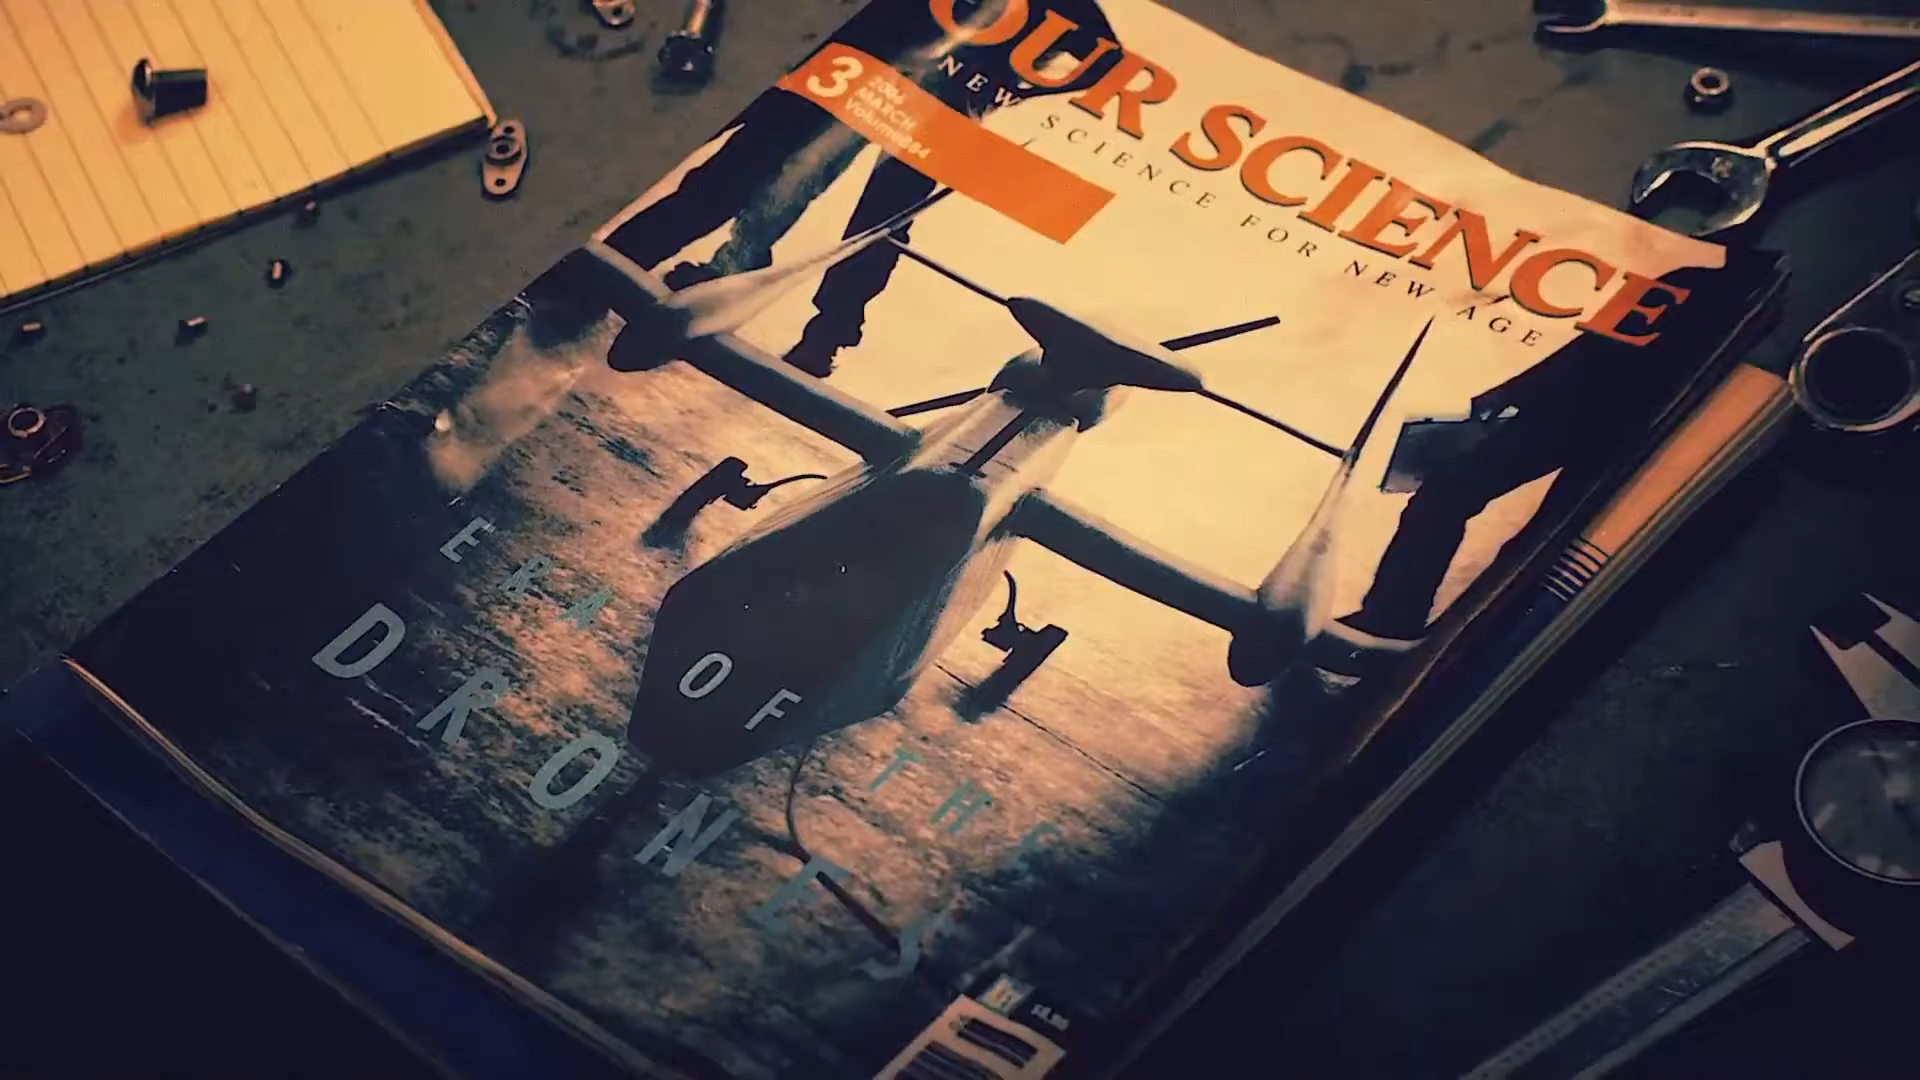 OUR SCIENCE
NEW SCIENCE FOR NEW AGE
3
MARCH
ERA OF THE
DRONES